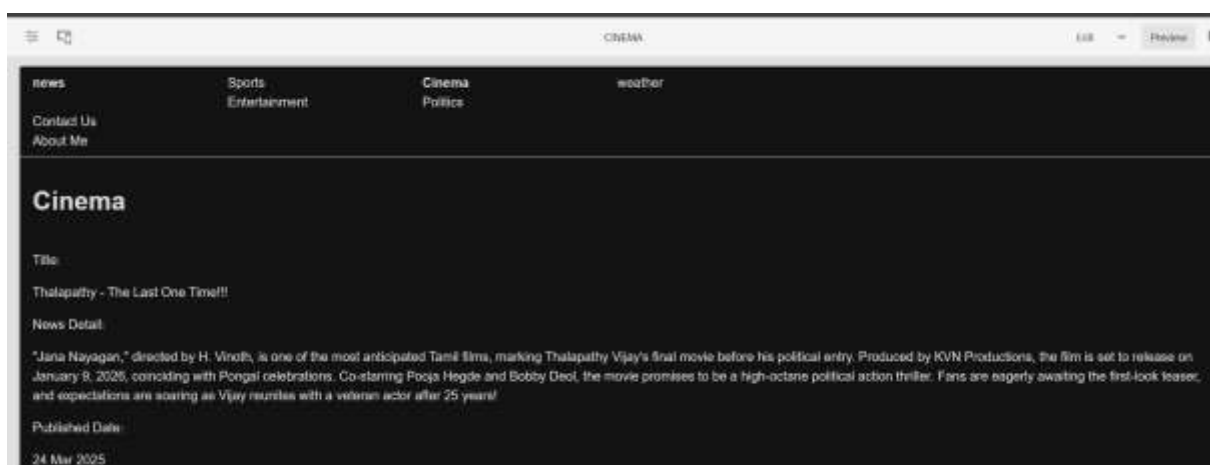 CINEMA
Edit
Preview
news Sports Cinema weather
Entertainment Politics
Contact Us
About Me
Cinema
Title:
Thalapathy - The Last One Time!!!
News Detail:
"Jana Nayagan," directed by H. Vinoth, is one of the most anticipated Tamil films, marking Thalapathy Vijay's final movie before his political entry. Produced by KVN Productions, the film is set to release on
January 9, 2026, coinciding with Pongal celebrations. Co-starring Pooja Hegde and Bobby Deol, the movie promises to be a high-octane political action thriller. Fans are eagerly awaiting the first-look teaser,
and expectations are soaring as Vijay reunites with a veteran actor after 25 years!
Published Date:
24 Mar 2025